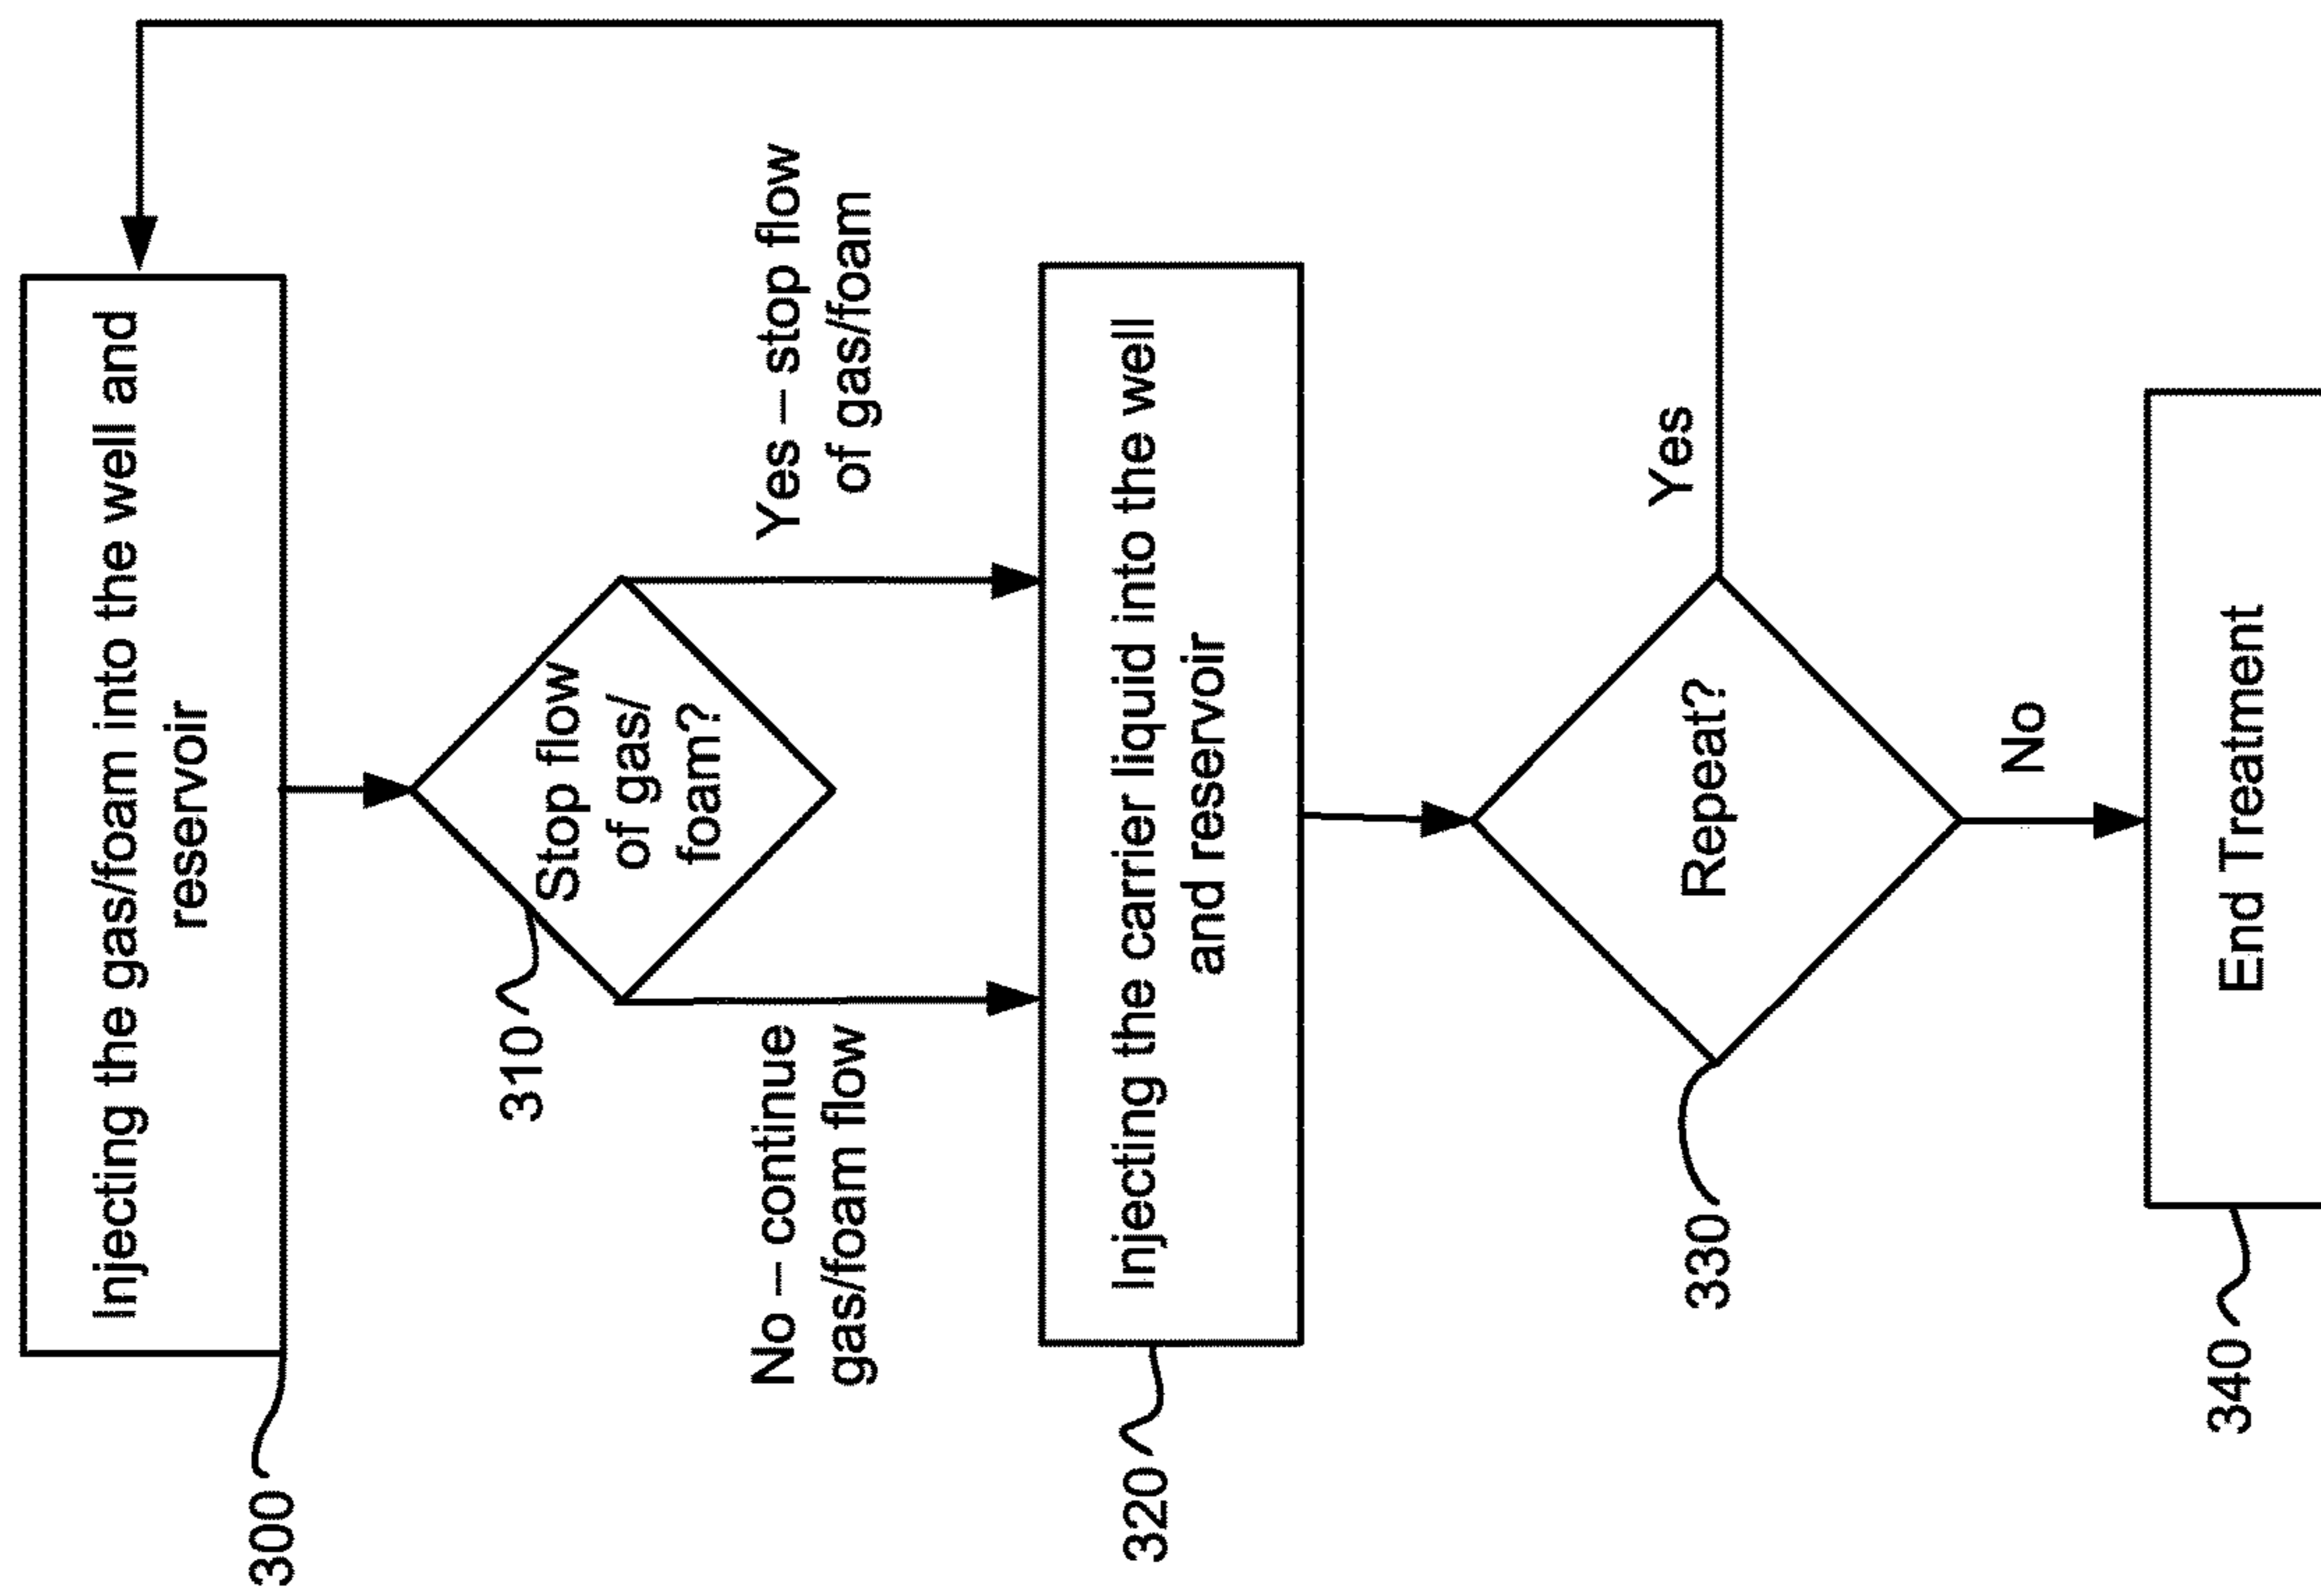 300
Injecting the gas/foam into the well and
reservoir
310
Stop flow
of gas/
foam?
No – continue
gas/foam flow
Yes – stop flow
of gas/foam
320
Injecting the carrier liquid into the well
and reservoir
330
Repeat?
Yes
No
340
End Treatment